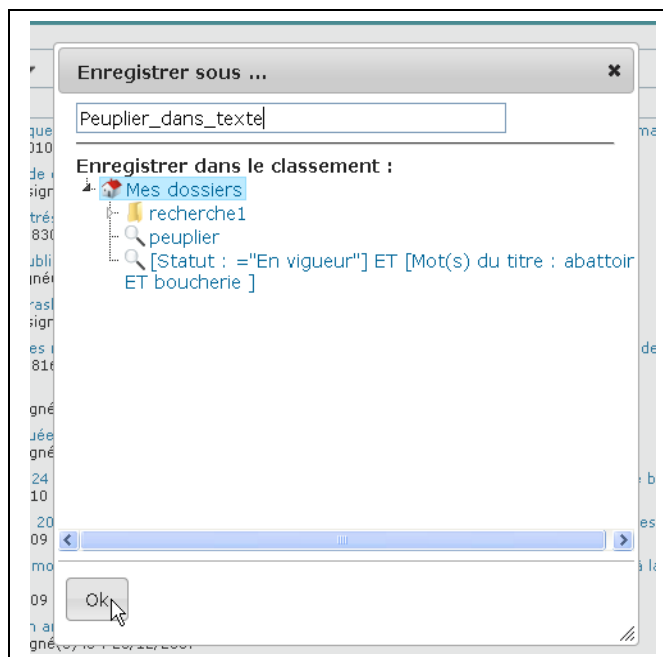 Enregistrer sous ...
Peuplier_dans_texte
Enregistrer dans le classement :
Mes dossiers
recherche1
peuplier
[Statut : ="En vigueur"] ET [Mot(s) du titre : abattoir
ET boucherie ]
Ok